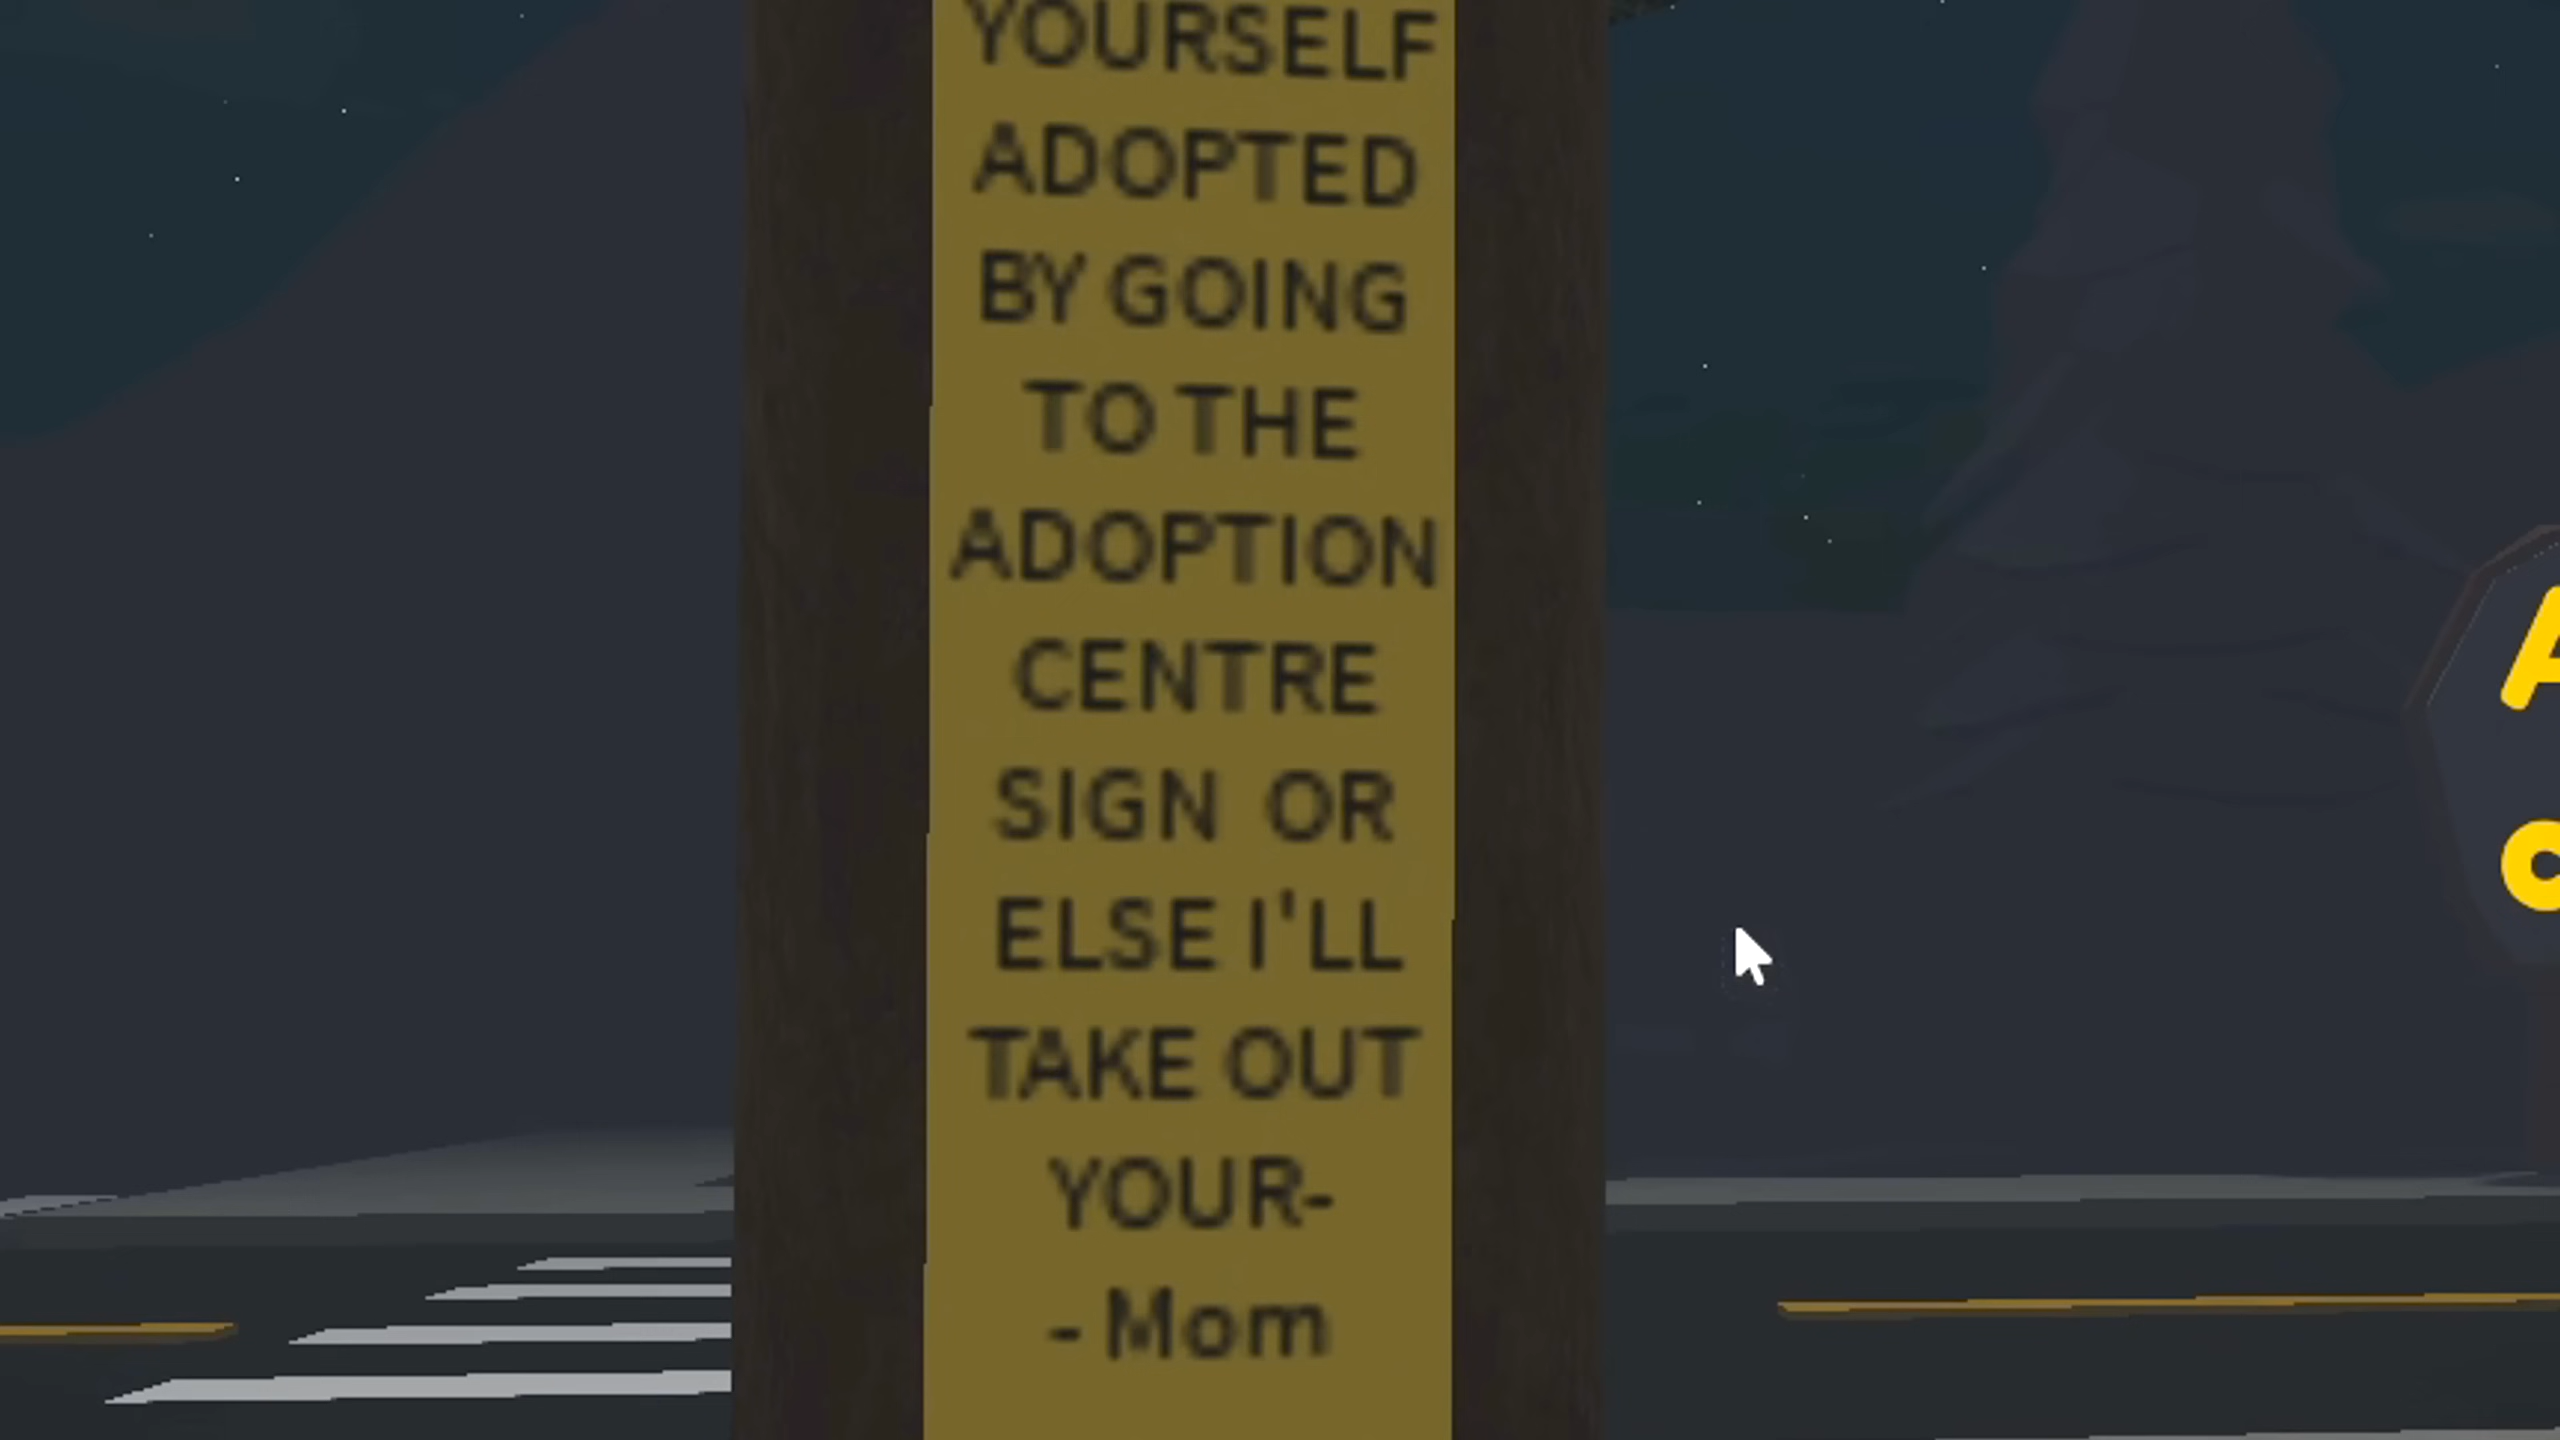 YOURSELF
ADOPTED
BY GOING
TO THE
ADOPTION
CENTRE
SIGN OR
ELSE I'LL
TAKE OUT
YOUR-
- Mom